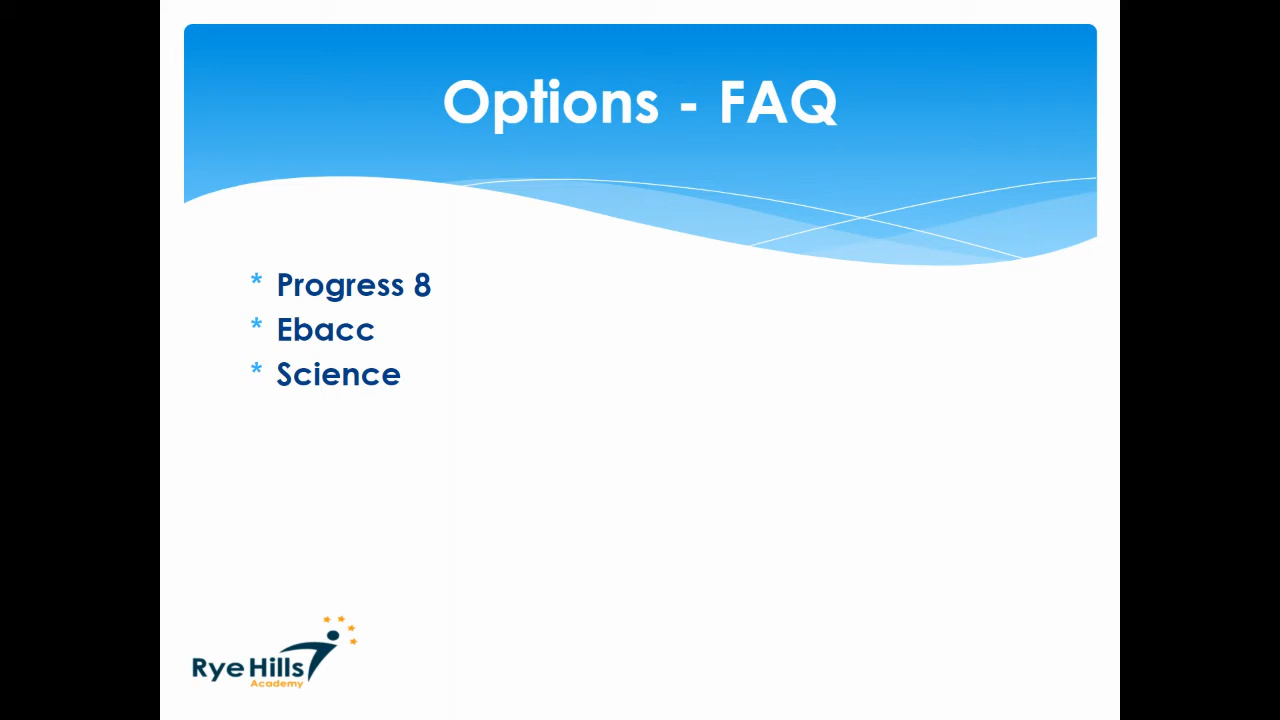 Options - FAQ
* Progress 8
* Ebacc
* Science
Rye Hills
Academy